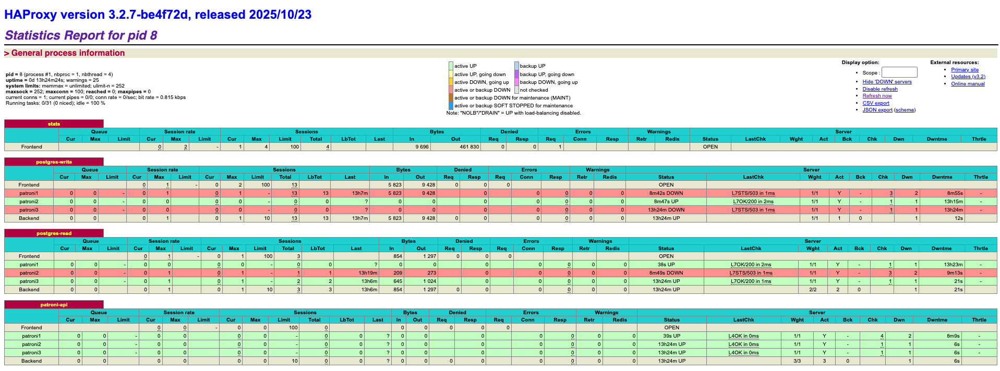 HAProxy version 3.2.7-be4f72d, released 2025/10/23
Statistics Report for pid 8
> General process information
pid = 8 (process #1, nbproc = 1, nbthread = 4)
uptime = 0d 13h24m24s; warnings = 25
system limits: memmax = unlimited; ulimit-n = 252
maxsock = 252; maxconn = 100; reached = 0; maxpipes = 0
current conns = 1; current pipes = 0/0; conn rate = 0/sec; bit rate = 0.815 kbps
Running tasks: 0/31 (0 niced); idle = 100 %
active UP backup UP
active UP, going down backup UP, going down
active DOWN, going up backup DOWN, going up
active or backup DOWN not checked
active or backup DOWN for maintenance (MAINT)
active or backup SOFT STOPPED for maintenance
Note: "NOLB"/"DRAIN" = UP with load-balancing disabled.
Display option:
Scope :
Hide 'DOWN' servers
Disable refresh
Refresh now
CSV export
JSON export (schema)
External resources:
Primary site
Updates (v3.2)
Online manual
stats
Queue Session rate Sessions Bytes Denied Errors Warnings Server
Cur Max Limit Cur Max Limit Cur Max Limit Total LbTot Last In Out Req Resp Req Conn Resp Retr Redis Status LastChk Wght Act Bck Chk Dwn Dwntme Thrtle
Frontend 0 2 - 1 4 100 4 9 696 461 830 0 0 1 OPEN
postgres-write
Queue Session rate Sessions Bytes Denied Errors Warnings Server
Cur Max Limit Cur Max Limit Cur Max Limit Total LbTot Last In Out Req Resp Req Conn Resp Retr Redis Status LastChk Wght Act Bck Chk Dwn Dwntme Thrtle
Frontend 0 1 - 0 2 100 13 5 823 9 428 0 0 0 OPEN
patroni1 0 0 - 0 1 0 1 - 13 13 13h7m 5 823 9 428 0 0 0 0 0 8m42s DOWN L7STS/503 in 1ms 1/1 Y - 3 2 8m55s -
patroni2 0 0 - 0 0 0 0 - 0 0 ? 0 0 0 0 0 0 0 8m47s UP L7OK/200 in 2ms 1/1 Y - 1 1 13h15m -
patroni3 0 0 - 0 0 0 0 - 0 0 ? 0 0 0 0 0 0 0 13h24m DOWN L7STS/503 in 1ms 1/1 Y - 1 1 13h24m -
Backend 0 0 0 1 0 1 10 13 13 13h7m 5 823 9 428 0 0 0 0 0 0 13h24m UP 1/1 1 0 1 12s
postgres-read
Queue Session rate Sessions Bytes Denied Errors Warnings Server
Cur Max Limit Cur Max Limit Cur Max Limit Total LbTot Last In Out Req Resp Req Conn Resp Retr Redis Status LastChk Wght Act Bck Chk Dwn Dwntme Thrtle
Frontend 0 1 - 0 1 100 3 854 1 297 0 0 0 OPEN
patroni1 0 0 - 0 0 0 0 - 0 0 ? 0 0 0 0 0 0 0 38s UP L7OK/200 in 2ms 1/1 Y - 1 1 13h23m -
patroni2 0 0 - 0 1 0 1 - 1 1 13h19m 209 273 0 0 0 0 0 8m49s DOWN L7STS/503 in 1ms 1/1 Y - 3 2 9m13s -
patroni3 0 0 - 0 1 0 1 - 2 2 13h6m 645 1 024 0 0 0 0 0 13h24m UP L7OK/200 in 1ms 1/1 Y - 1 1 21s -
Backend 0 0 0 1 0 1 10 3 3 13h6m 854 1 297 0 0 0 0 0 0 13h24m UP 2/2 2 0 1 21s
patroni-api
Queue Session rate Sessions Bytes Denied Errors Warnings Server
Cur Max Limit Cur Max Limit Cur Max Limit Total LbTot Last In Out Req Resp Req Conn Resp Retr Redis Status LastChk Wght Act Bck Chk Dwn Dwntme Thrtle
Frontend 0 0 - 0 0 100 0 0 0 0 0 0 OPEN
patroni1 0 0 - 0 0 0 0 - 0 0 ? 0 0 0 0 0 0 0 39s UP L4OK in 0ms 1/1 Y - 4 2 8m9s -
patroni2 0 0 - 0 0 0 0 - 0 0 ? 0 0 0 0 0 0 0 13h24m UP L4OK in 0ms 1/1 Y - 1 1 6s -
patroni3 0 0 - 0 0 0 0 - 0 0 ? 0 0 0 0 0 0 0 13h24m UP L4OK in 0ms 1/1 Y - 1 1 6s -
Backend 0 0 0 0 0 0 10 0 0 ? 0 0 0 0 0 0 0 0 13h24m UP 3/3 3 0 1 6s